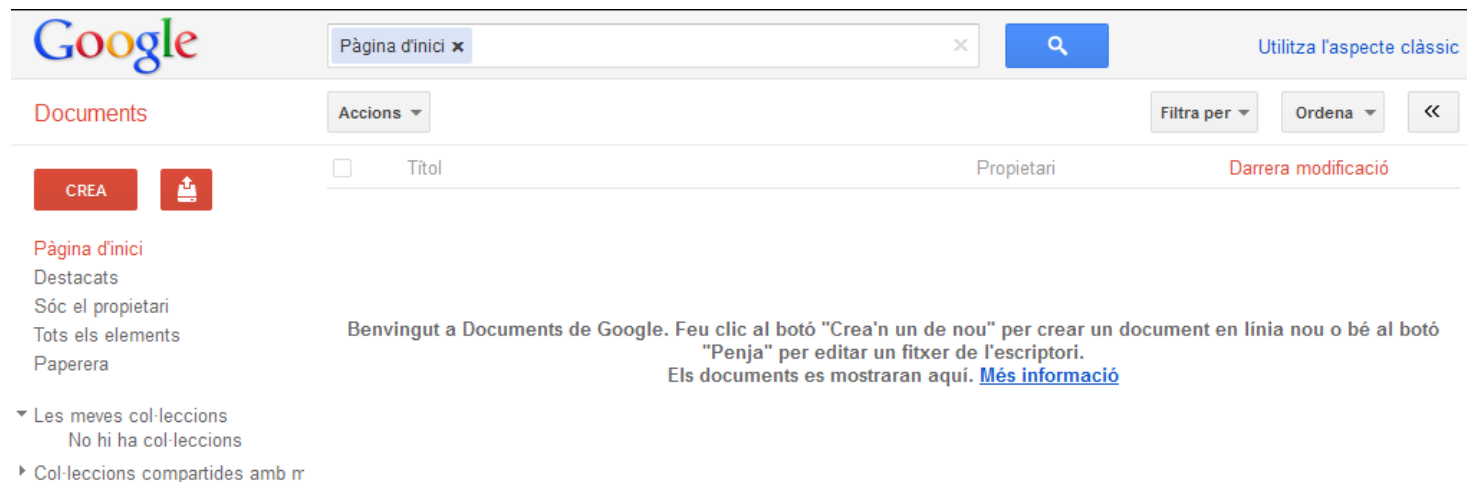 Google
Pàgina d'inici
Utilitza l'aspecte clàssic
Documents
Accions
Filtra per
Ordena
Títol
Propietari
Darrera modificació
CREA
Pàgina d'inici
Destacats
Sóc el propietari
Tots els elements
Paperera
Benvingut a Documents de Google. Feu clic al botó "Crea'n un de nou" per crear un document en línia nou o bé al botó
"Penja" per editar un fitxer de l'escriptori.
Els documents es mostraran aquí. Més informació
Les meves col·leccions
No hi ha col·leccions
Col·leccions compartides amb